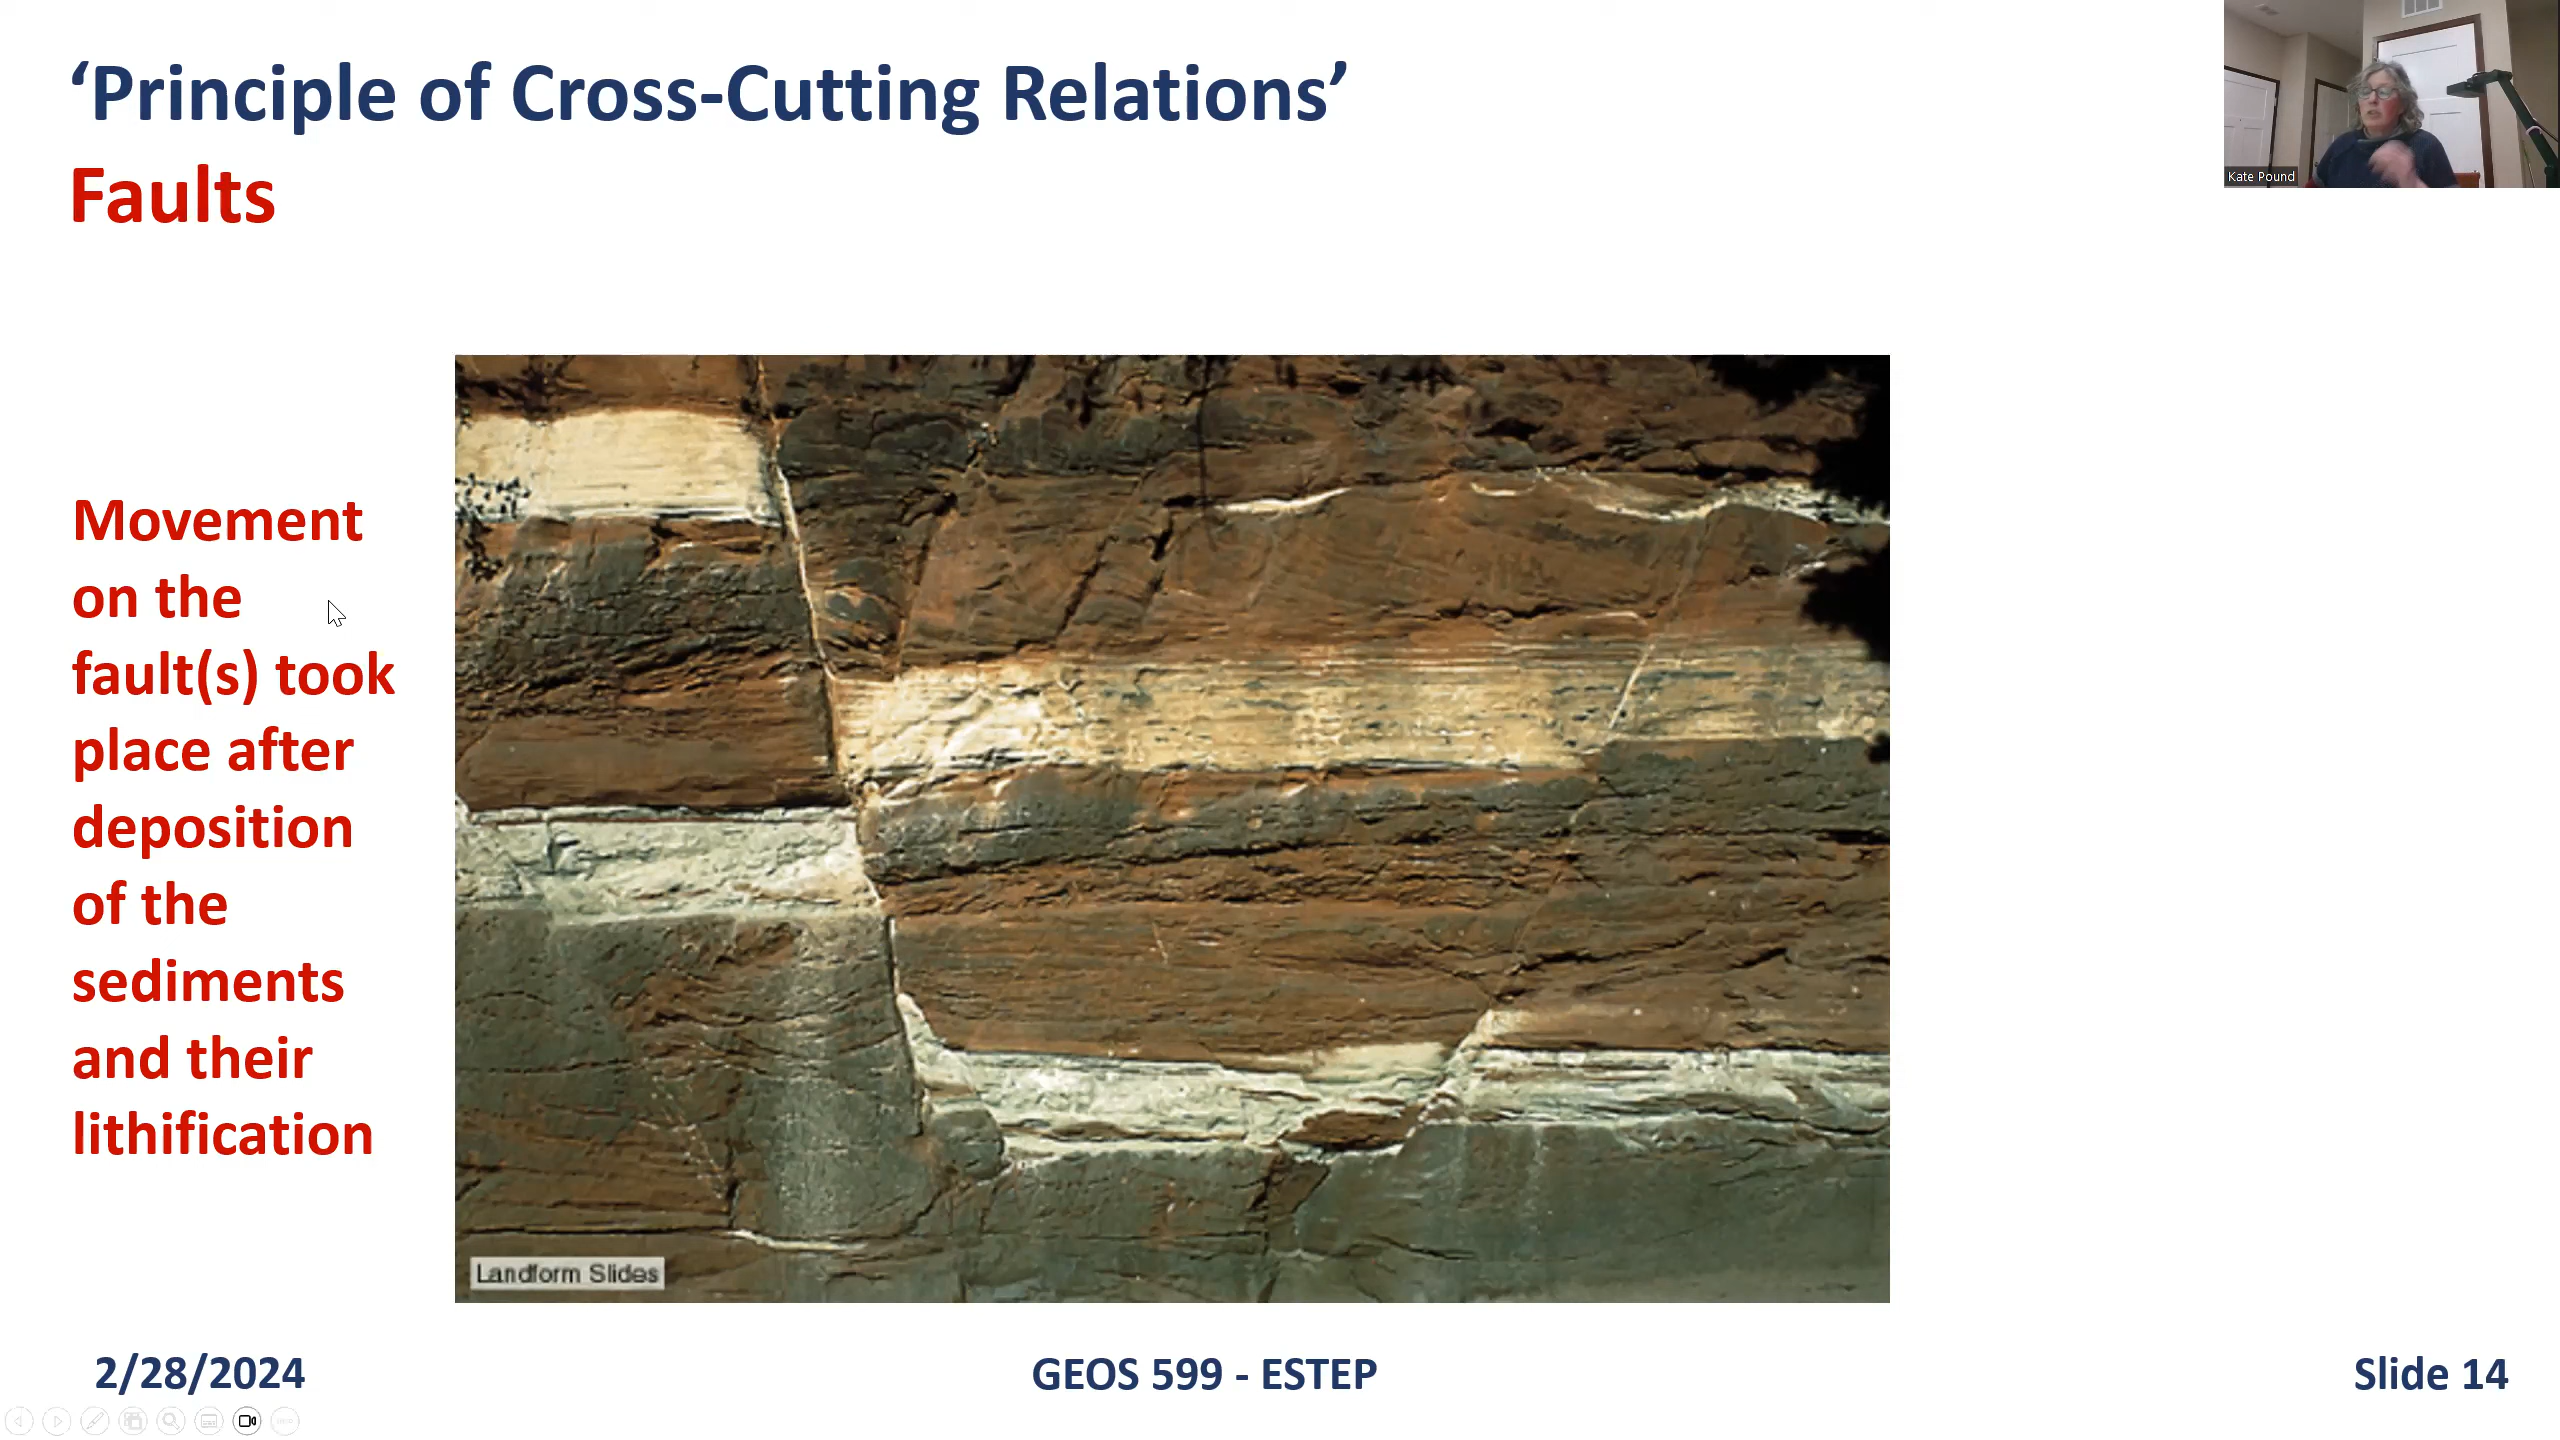 ‘Principle of Cross-Cutting Relations’
Faults
Kate Pound
Movement
on the
fault(s) took
place after
deposition
of the
sediments
and their
lithification
Landform Slides
2/28/2024
GEOS 599 - ESTEP
Slide 14